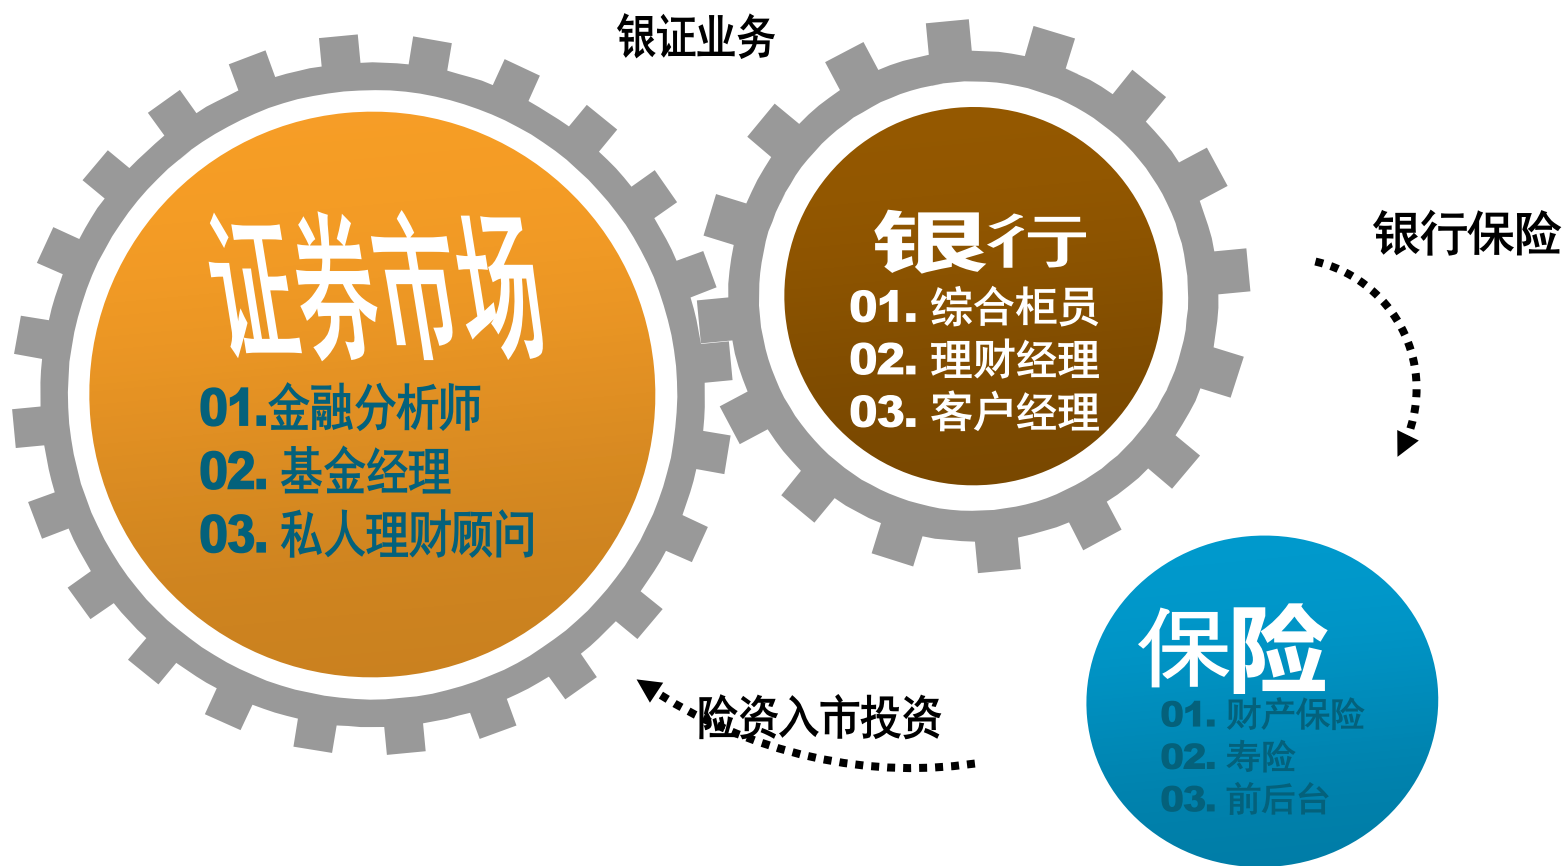 银证业务
证券市场
01.金融分析师
02. 基金经理
03. 私人理财顾问
银行
01. 综合柜员
02. 理财经理
03. 客户经理
银行保险
保险
01. 财产保险
02. 寿险
03. 前后台
险资入市投资